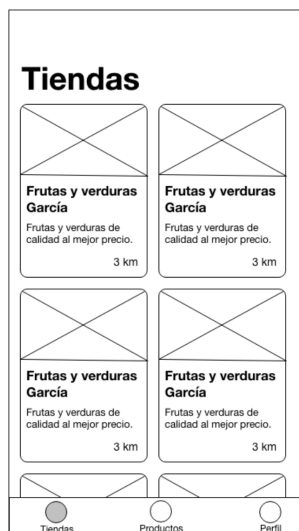 Tiendas
Frutas y verduras
García
Frutas y verduras de
calidad al mejor precio.
3 km
Frutas y verduras
García
Frutas y verduras de
calidad al mejor precio.
3 km
Frutas y verduras
García
Frutas y verduras de
calidad al mejor precio.
3 km
Frutas y verduras
García
Frutas y verduras de
calidad al mejor precio.
3 km
Tiendas
Productos
Perfil